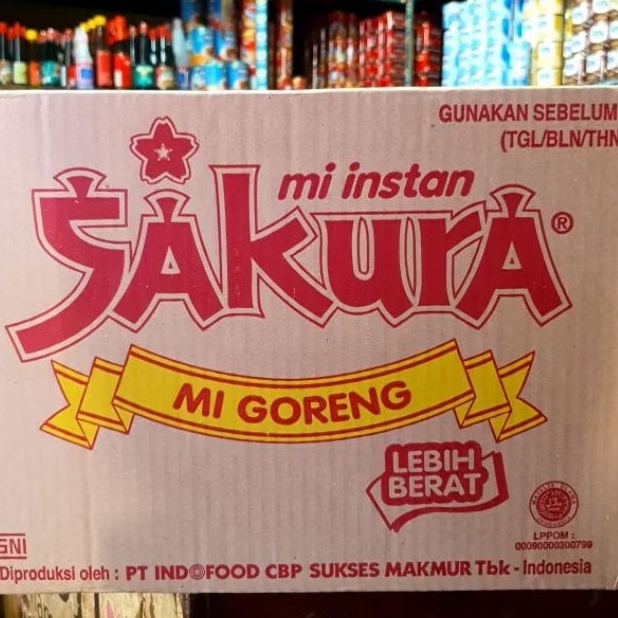 GUNAKAN SEBELUM
(TGL/BLN/THN
mi instan
SAkurA®
MI GORENG
LEBIH
BERAT
LPPOM :
00090000300799
SNI
Diproduksi oleh : PT INDOFOOD CBP SUKSES MAKMUR Tbk - Indonesia